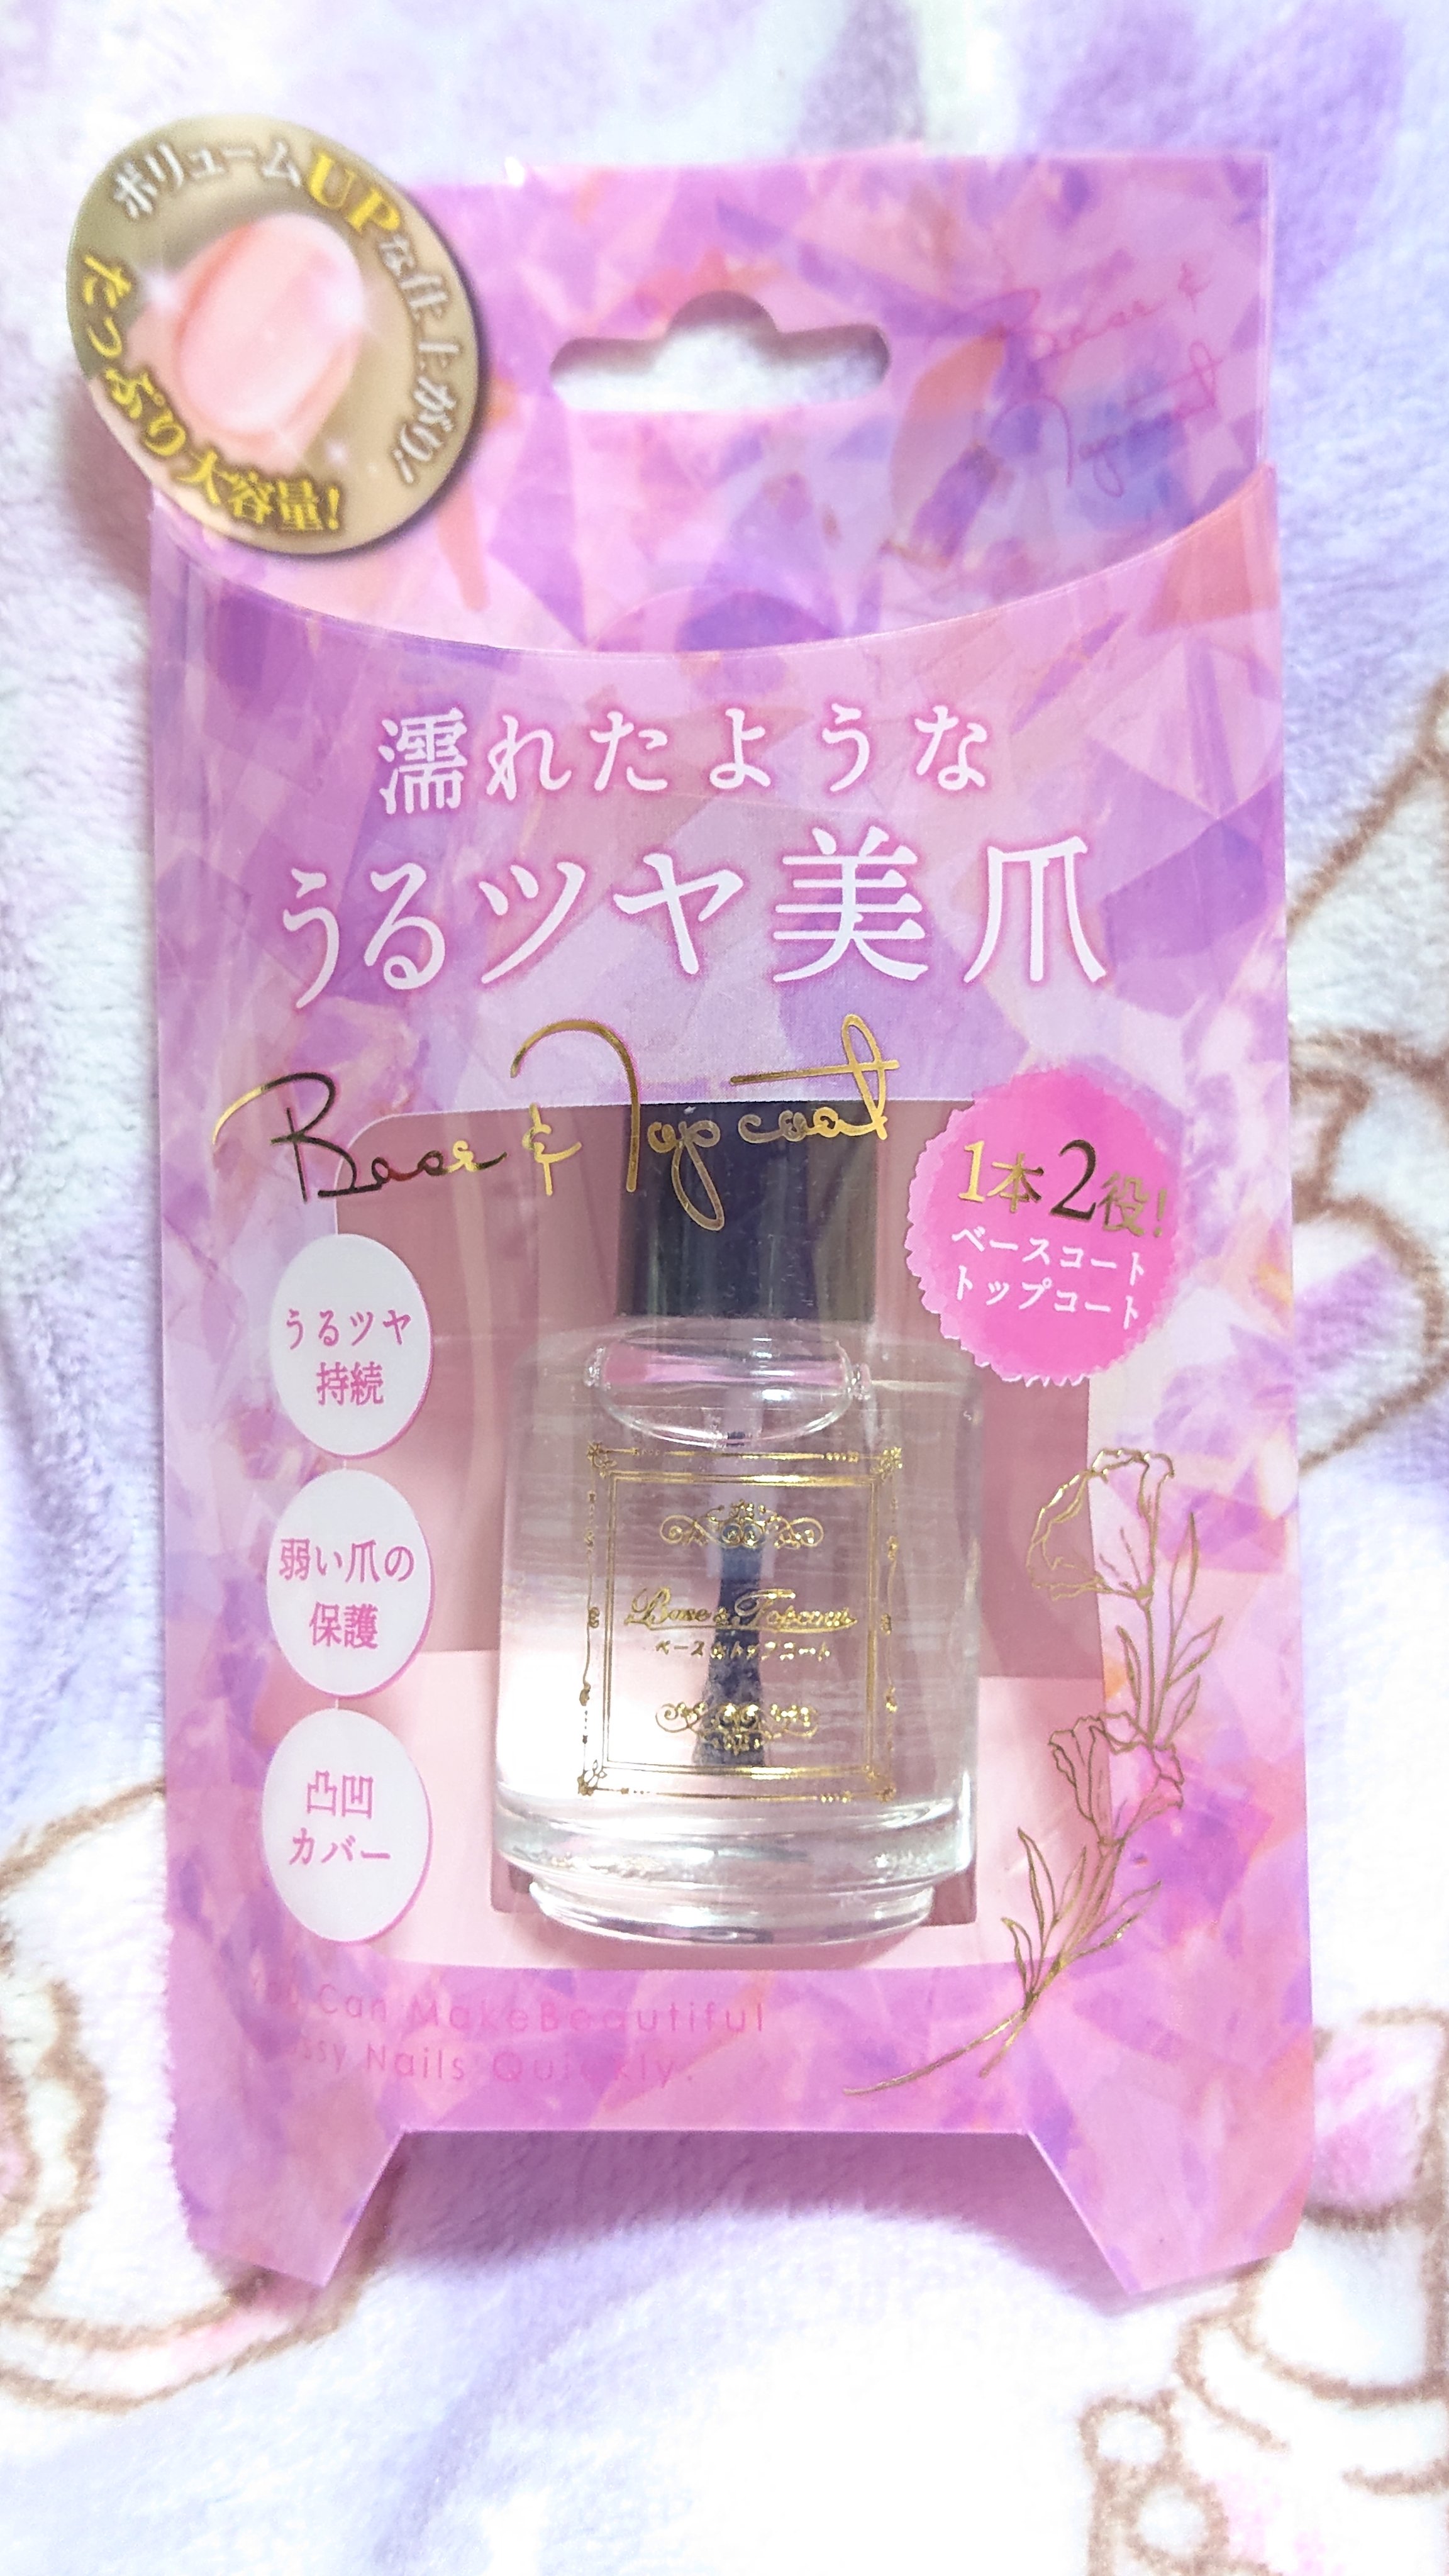 ボリュームUPな仕上がり!
たっぷり大容量!
Base &
Topcoat
濡れたような
うるツヤ美爪
Base & Topcoat
1本2役!
ベースコート
トップコート
うるツヤ
持続
弱い爪の
保護
凸凹
カバー
Base & Topcoat
ベース&トップコート
Can MakeBeautiful
Nails Quickly.